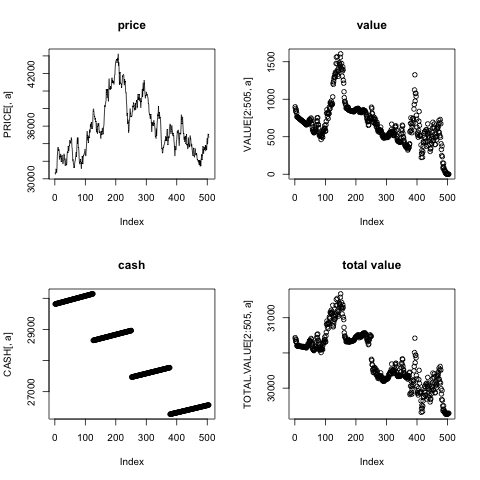 price
PRICE[, a]
30000 34000 36000 42000
0 100 200 300 400 500
Index
value
VALUE[2:505, a]
0 500 1000 1500
0 100 200 300 400 500
Index
cash
CASH[, a]
27000 29000
0 100 200 300 400 500
Index
total value
TOTAL.VALUE[2:505, a]
30000 31000
0 100 200 300 400 500
Index